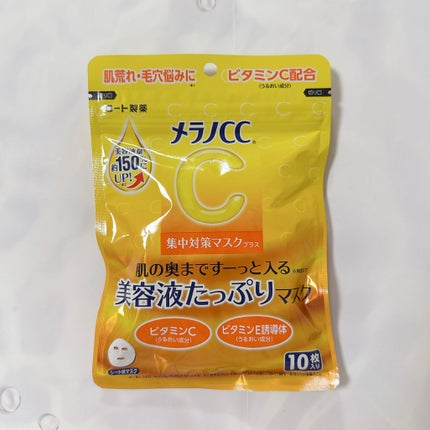 肌荒れ・毛穴悩みに ビタミンC配合
(うるおい成分)
切り口
ロート製薬
メラノCC®
美容液量
約150%
UP!
C
集中対策マスクプラス
肌の奥まですーっと入る
美容液たっぷりマスク
ビタミンC
(うるおい成分)
ビタミンE誘導体
(うるおい成分)
シート状マスク
10枚入り